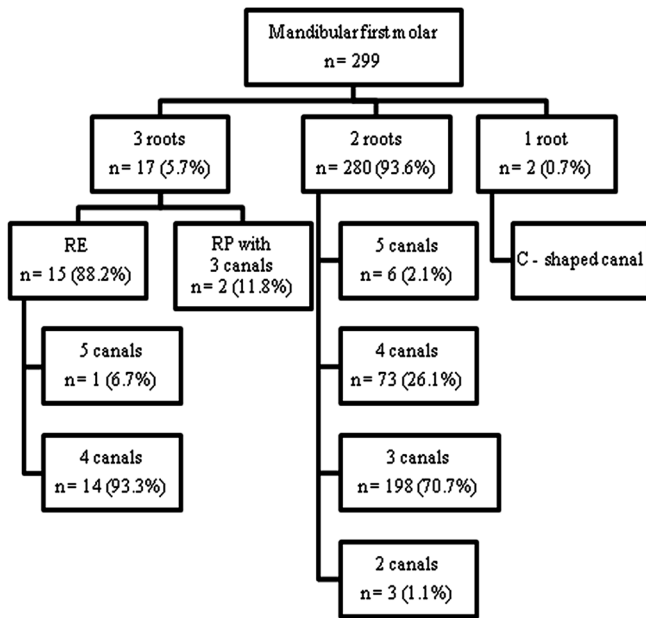 Mandibular first molar
n= 299
3 roots
n= 17 (5.7%)
2 roots
n= 280 (93.6%)
1 root
n= 2 (0.7%)
RE
n= 15 (88.2%)
RP with
3 canals
n= 2 (11.8%)
5 canals
n= 6 (2.1%)
C - shaped canal
5 canals
n= 1 (6.7%)
4 canals
n= 73 (26.1%)
4 canals
n= 14 (93.3%)
3 canals
n= 198 (70.7%)
2 canals
n= 3 (1.1%)